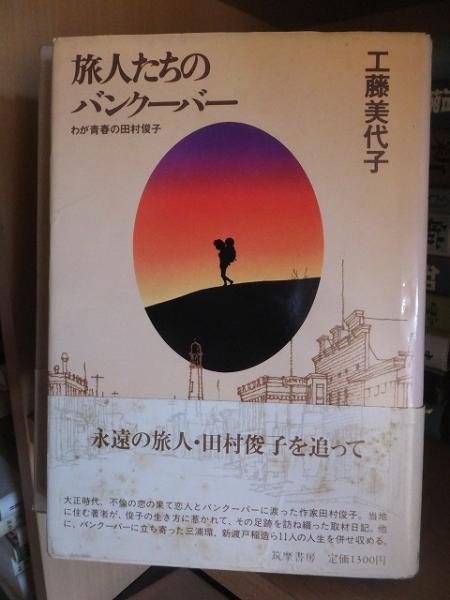 旅人たちの
バンクーバー
わが青春の田村俊子
工藤美代子
永遠の旅人・田村俊子を追って
大正時代、不倫の恋の果て恋人とバンクーバーに渡った作家田村俊子。当地
に住む著者が、俊子の生き方に惹かれて、その足跡を訪ね綴った取材日記。他
に、バンクーバーに立ち寄った三浦環、新渡戸稲造ら11人の人生を併せ収める。
筑摩書房 定価1300円